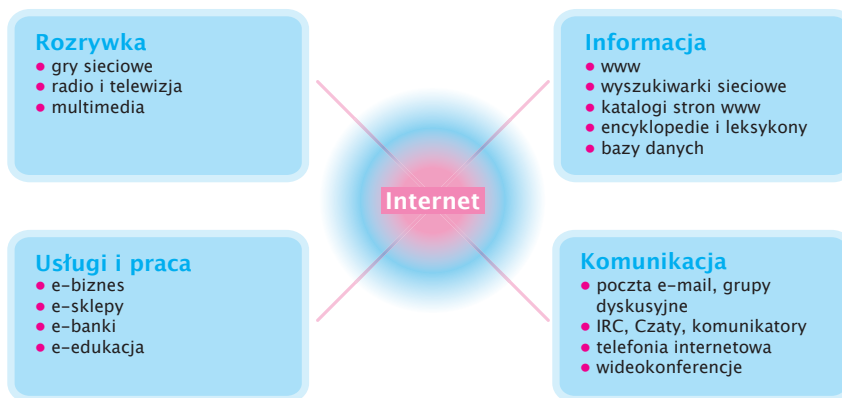 Rozrywka
● gry sieciowe
● radio i telewizja
● multimedia
Informacja
● www
● wyszukiwarki sieciowe
● katalogi stron www
● encyklopedie i leksykony
● bazy danych
Internet
Usługi i praca
● e-biznes
● e-sklepy
● e-banki
● e-edukacja
Komunikacja
● poczta e-mail, grupy
dyskusyjne
● IRC, Czaty, komunikatory
● telefonia internetowa
● wideokonferencje